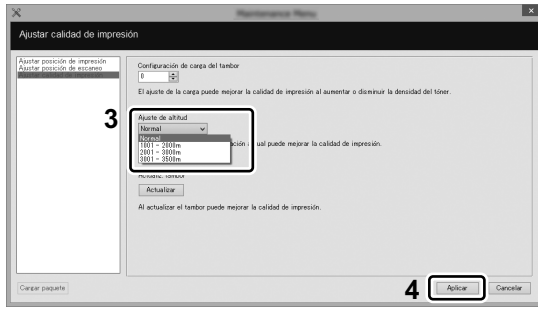 Ajustar calidad de impresión
Ajustar posición de impresión
Ajustar posición de escaneo
Configuración de carga del tambor
0
El ajuste de la carga puede mejorar la calidad de impresión al aumentar o disminuir la densidad del tóner.
3
Ajuste de altitud
Normal
Normal
1001 - 2000m
2001 - 3000m
3001 - 3500m
ual puede mejorar la calidad de impresión.
tambor
Actualizar
Al actualizar el tambor puede mejorar la calidad de impresión.
Cargar paquete
4
Aplicar
Cancelar